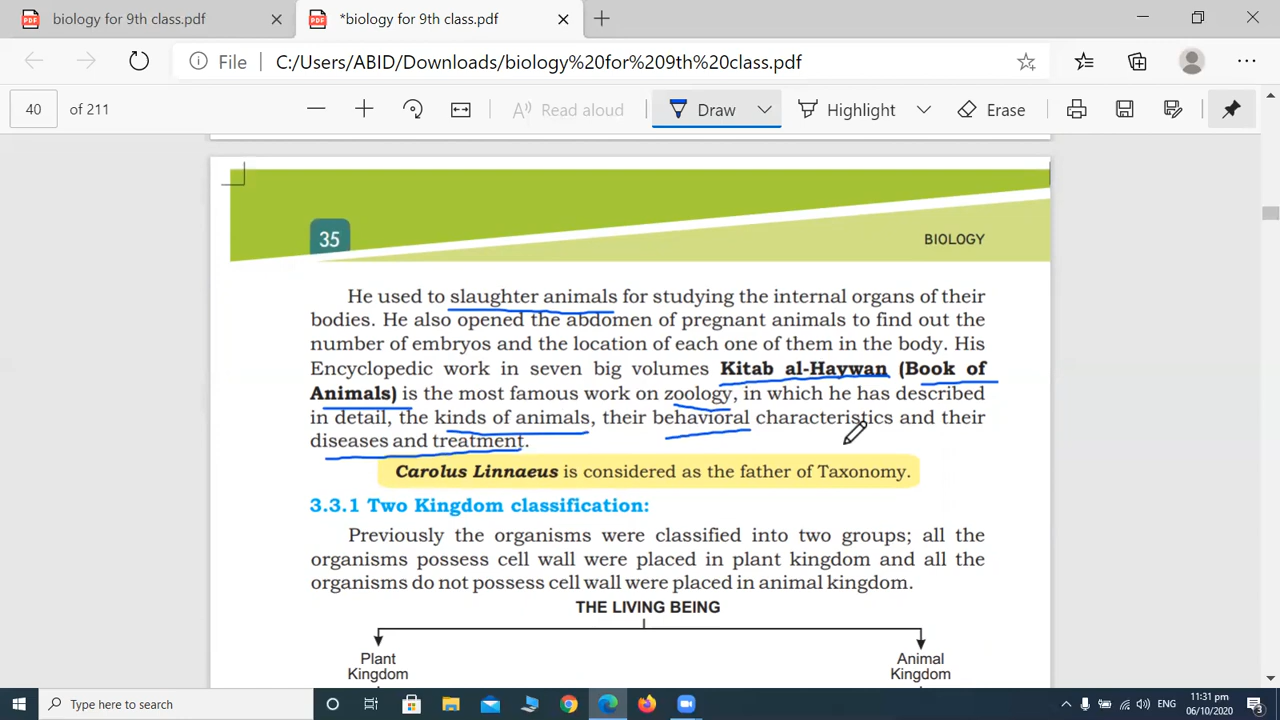 biology for 9th class.pdf
*biology for 9th class.pdf
File
C:/Users/ABID/Downloads/biology%20for%209th%20class.pdf
40 of 211
Read aloud
Draw
Highlight
Erase
35
BIOLOGY
He used to slaughter animals for studying the internal organs of their
bodies. He also opened the abdomen of pregnant animals to find out the
number of embryos and the location of each one of them in the body. His
Encyclopedic work in seven big volumes Kitab al-Haywan (Book of
Animals) is the most famous work on zoology, in which he has described
in detail, the kinds of animals, their behavioral characteristics and their
diseases and treatment.
Carolus Linnaeus is considered as the father of Taxonomy.
3.3.1 Two Kingdom classification:
Previously the organisms were classified into two groups; all the
organisms possess cell wall were placed in plant kingdom and all the
organisms do not possess cell wall were placed in animal kingdom.
THE LIVING BEING
Plant
Kingdom
Animal
Kingdom
Type here to search
ENG
11:31 pm
06/10/2020
3